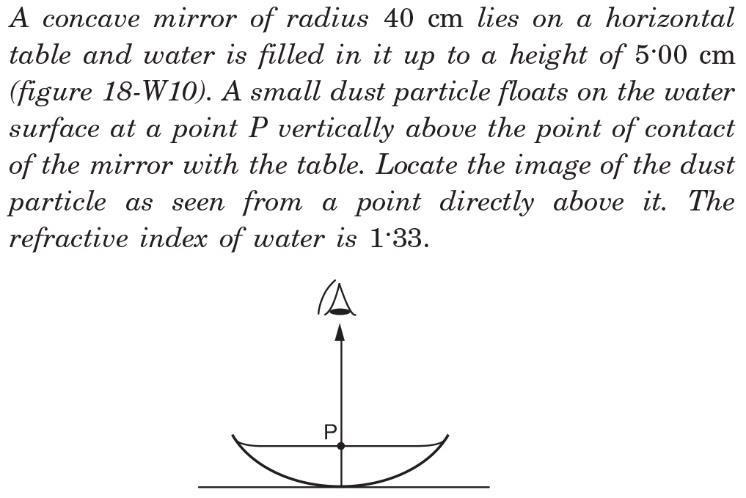 A concave mirror of radius 40 cm lies on a horizontal
table and water is filled in it up to a height of 5·00 cm
(figure 18-W10). A small dust particle floats on the water
surface at a point P vertically above the point of contact
of the mirror with the table. Locate the image of the dust
particle as seen from a point directly above it. The
refractive index of water is 1·33.
P